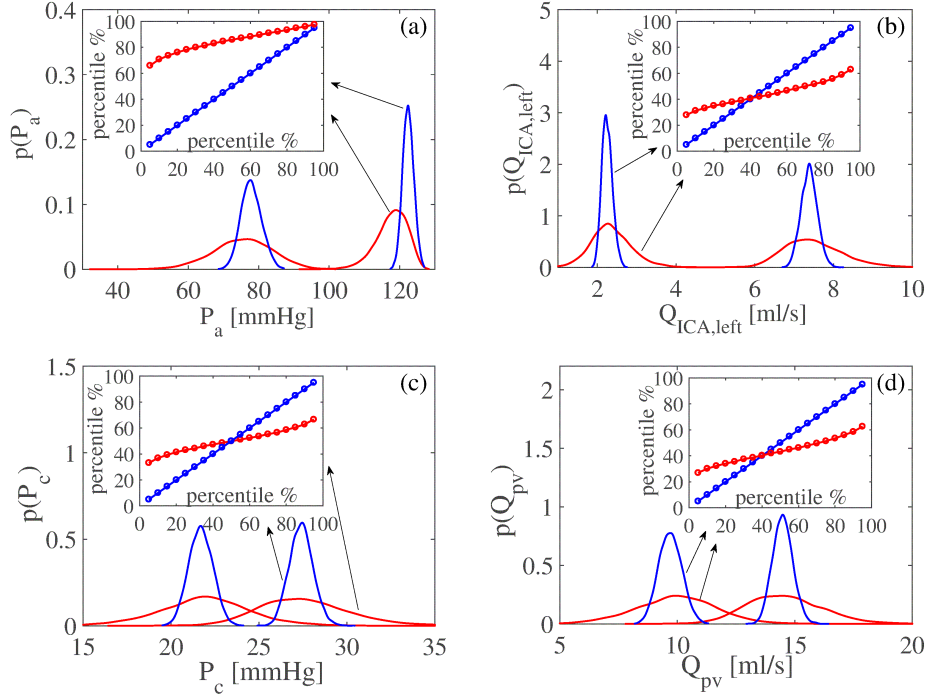 (a)
0.4
0.3
0.2
0.1
0
p(P_a)
40 60 80 100 120
P_a [mmHg]
100
80
60
40
20
0
percentile %
percentile %
0 20 40 60 80 100
(b)
5
4
3
2
1
0
p(Q_ICA,left)
2 4 6 8 10
Q_ICA,left [ml/s]
100
80
60
40
20
0
percentile %
percentile %
0 20 40 60 80 100
(c)
1.5
1
0.5
0
p(P_c)
15 20 25 30 35
P_c [mmHg]
100
80
60
40
20
0
percentile %
percentile %
0 20 40 60 80 100
(d)
2
1.5
1
0.5
0
p(Q_pv)
5 10 15 20
Q_pv [ml/s]
100
80
60
40
20
0
percentile %
percentile %
0 20 40 60 80 100